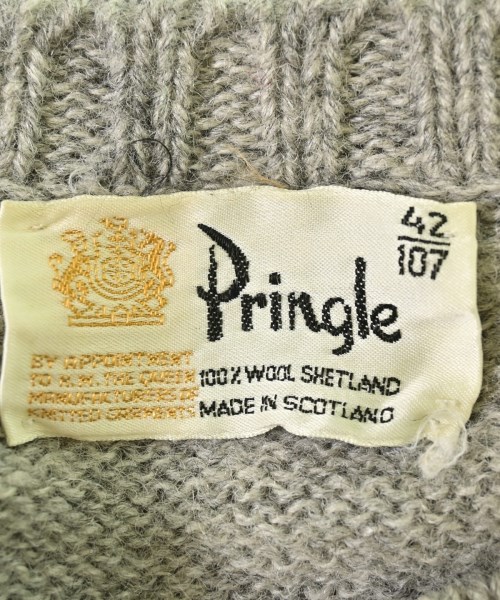 42
107
Pringle
BY APPOINTMENT
TO H.M. THE QUEEN
MANUFACTURERS OF
KNITTED GARMENTS
100% WOOL SHETLAND
MADE IN SCOTLAND